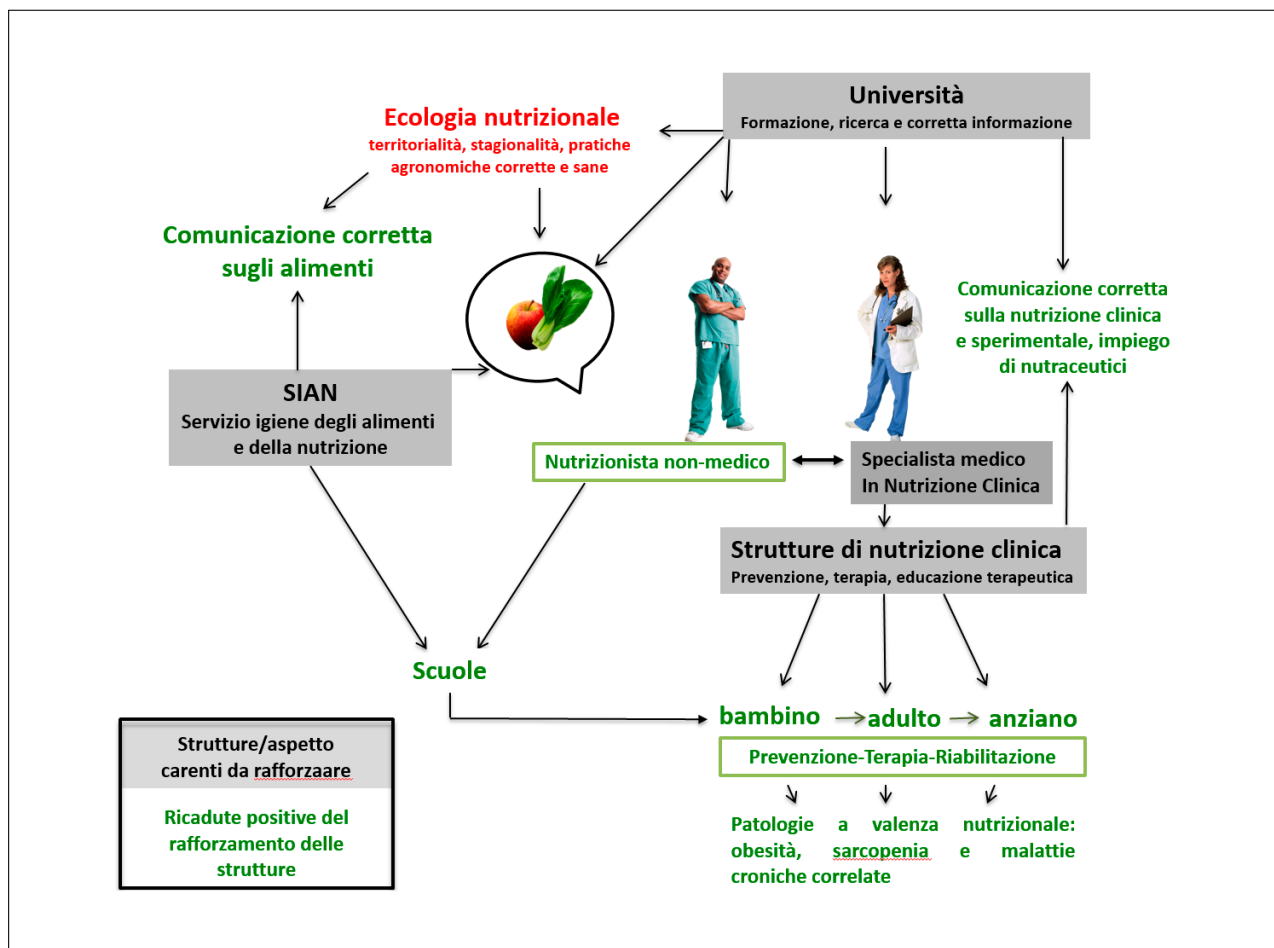 Università
Formazione, ricerca e corretta informazione
Ecologia nutrizionale
territorialità, stagionalità, pratiche
agronomiche corrette e sane
Comunicazione corretta
sugli alimenti
Comunicazione corretta
sulla nutrizione clinica
e sperimentale, impiego
di nutraceutici
SIAN
Servizio igiene degli alimenti
e della nutrizione
Nutrizionista non-medico
Specialista medico
In Nutrizione Clinica
Strutture di nutrizione clinica
Prevenzione, terapia, educazione terapeutica
Scuole
bambino adulto anziano
Prevenzione-Terapia-Riabilitazione
Patologie a valenza nutrizionale:
obesità, sarcopenia e malattie
croniche correlate
Strutture/aspetto
carenti da rafforzaare
Ricadute positive del
rafforzamento delle
strutture